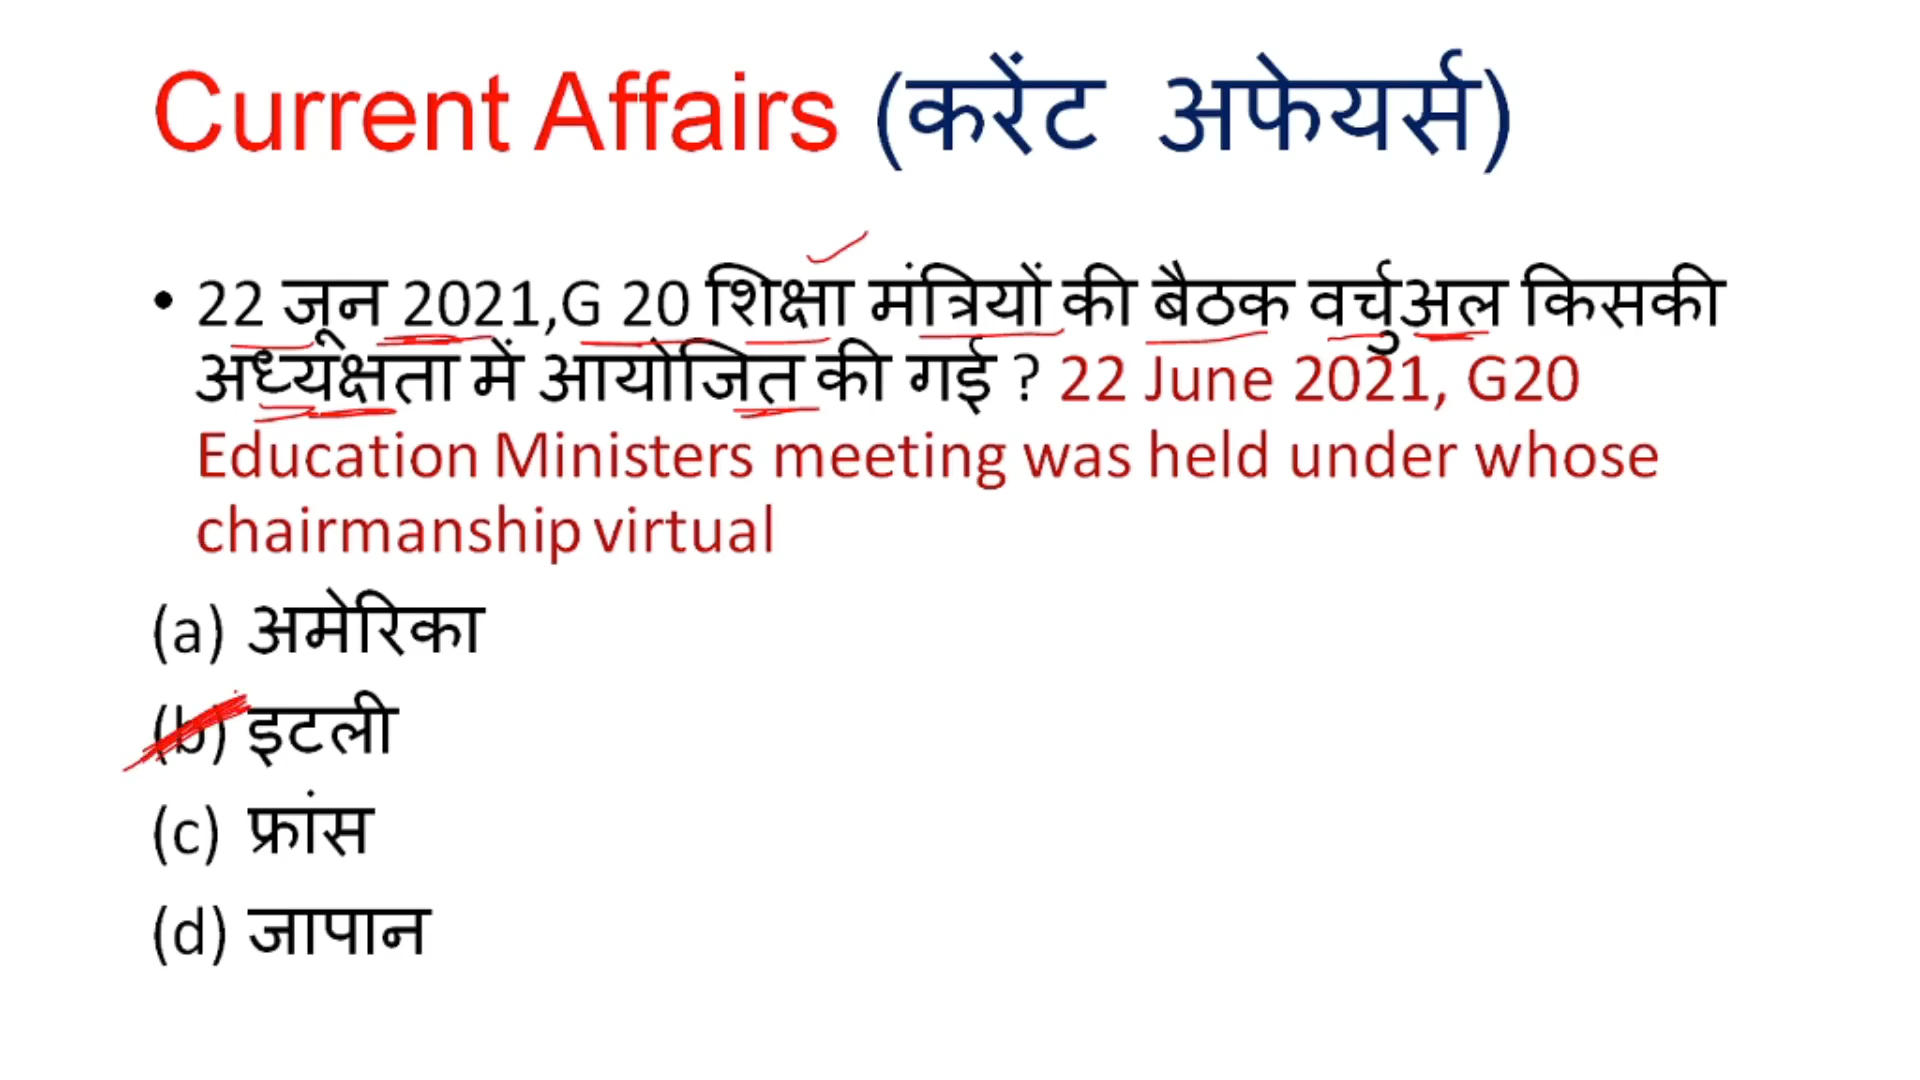 Current Affairs (करेंट अफेयर्स)
• 22 जून 2021,G 20 शिक्षा मंत्रियों की बैठक वर्चुअल किसकी
अध्यक्षता में आयोजित की गई ? 22 June 2021, G20
Education Ministers meeting was held under whose
chairmanship virtual
(a) अमेरिका
(b) इटली
(c) फ्रांस
(d) जापान